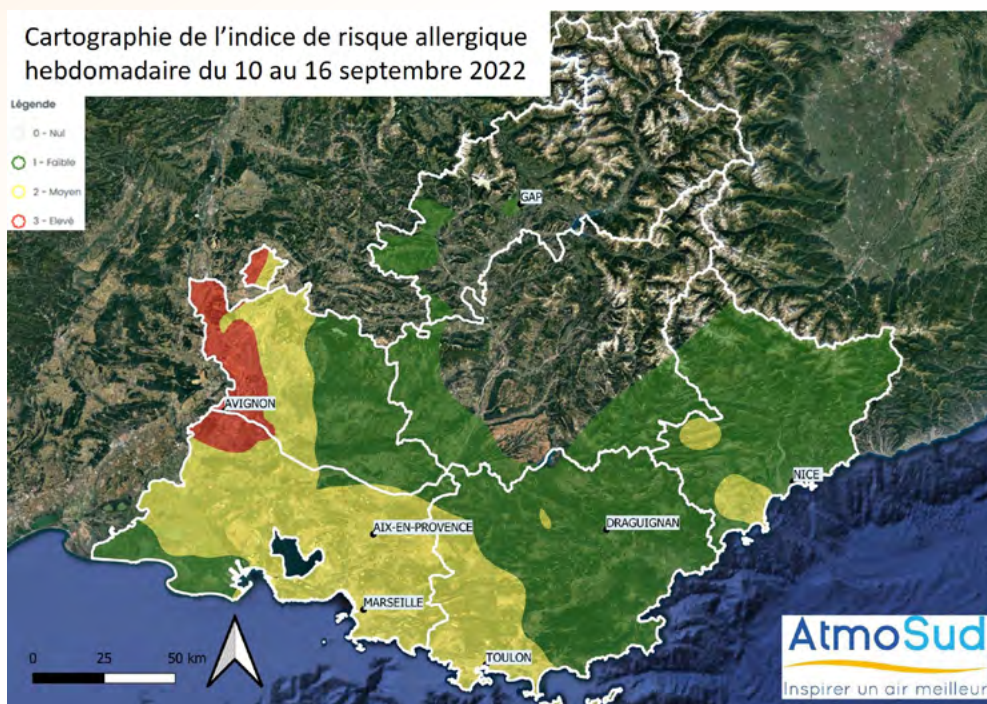 Cartographie de l’indice de risque allergique
hebdomadaire du 10 au 16 septembre 2022
Légende
0 - Nul
1 - Faible
2 - Moyen
3 - Elevé
GAP
AVIGNON
NICE
AIX-EN-PROVENCE
DRAGUIGNAN
MARSEILLE
TOULON
0 25 50 km
AtmoSud
Inspirer un air meilleur